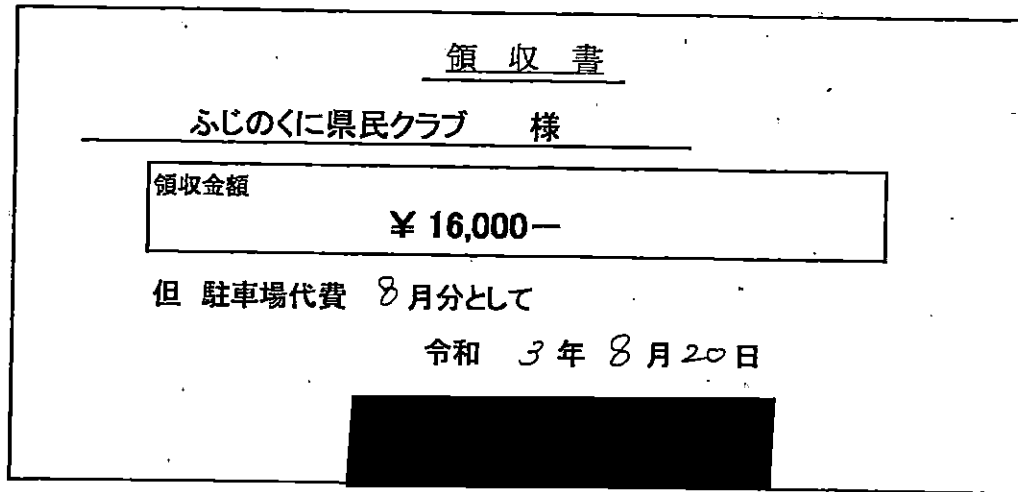 領 収 書
ふじのくに県民クラブ 様
領収金額
¥ 16,000ー
但 駐車場代費 8月分として
令和 3年 8月20日